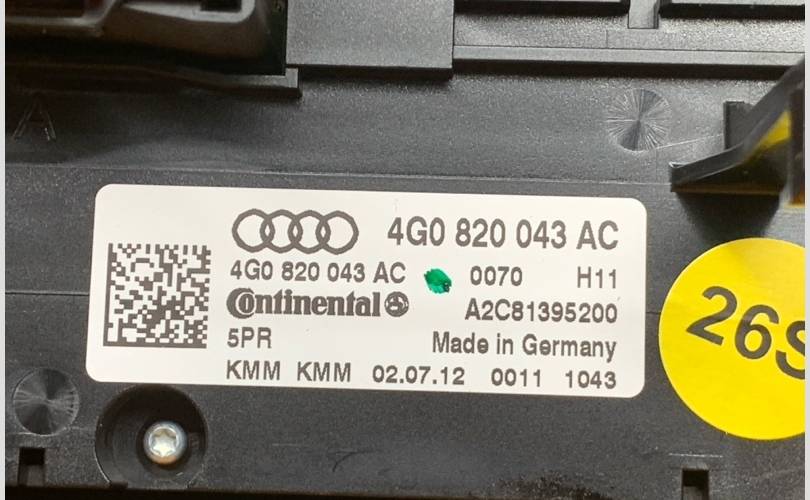 A
4G0 820 043 AC
4G0 820 043 AC 0070 H11
Continental A2C81395200
5PR Made in Germany
KMM KMM 02.07.12 0011 1043
26S